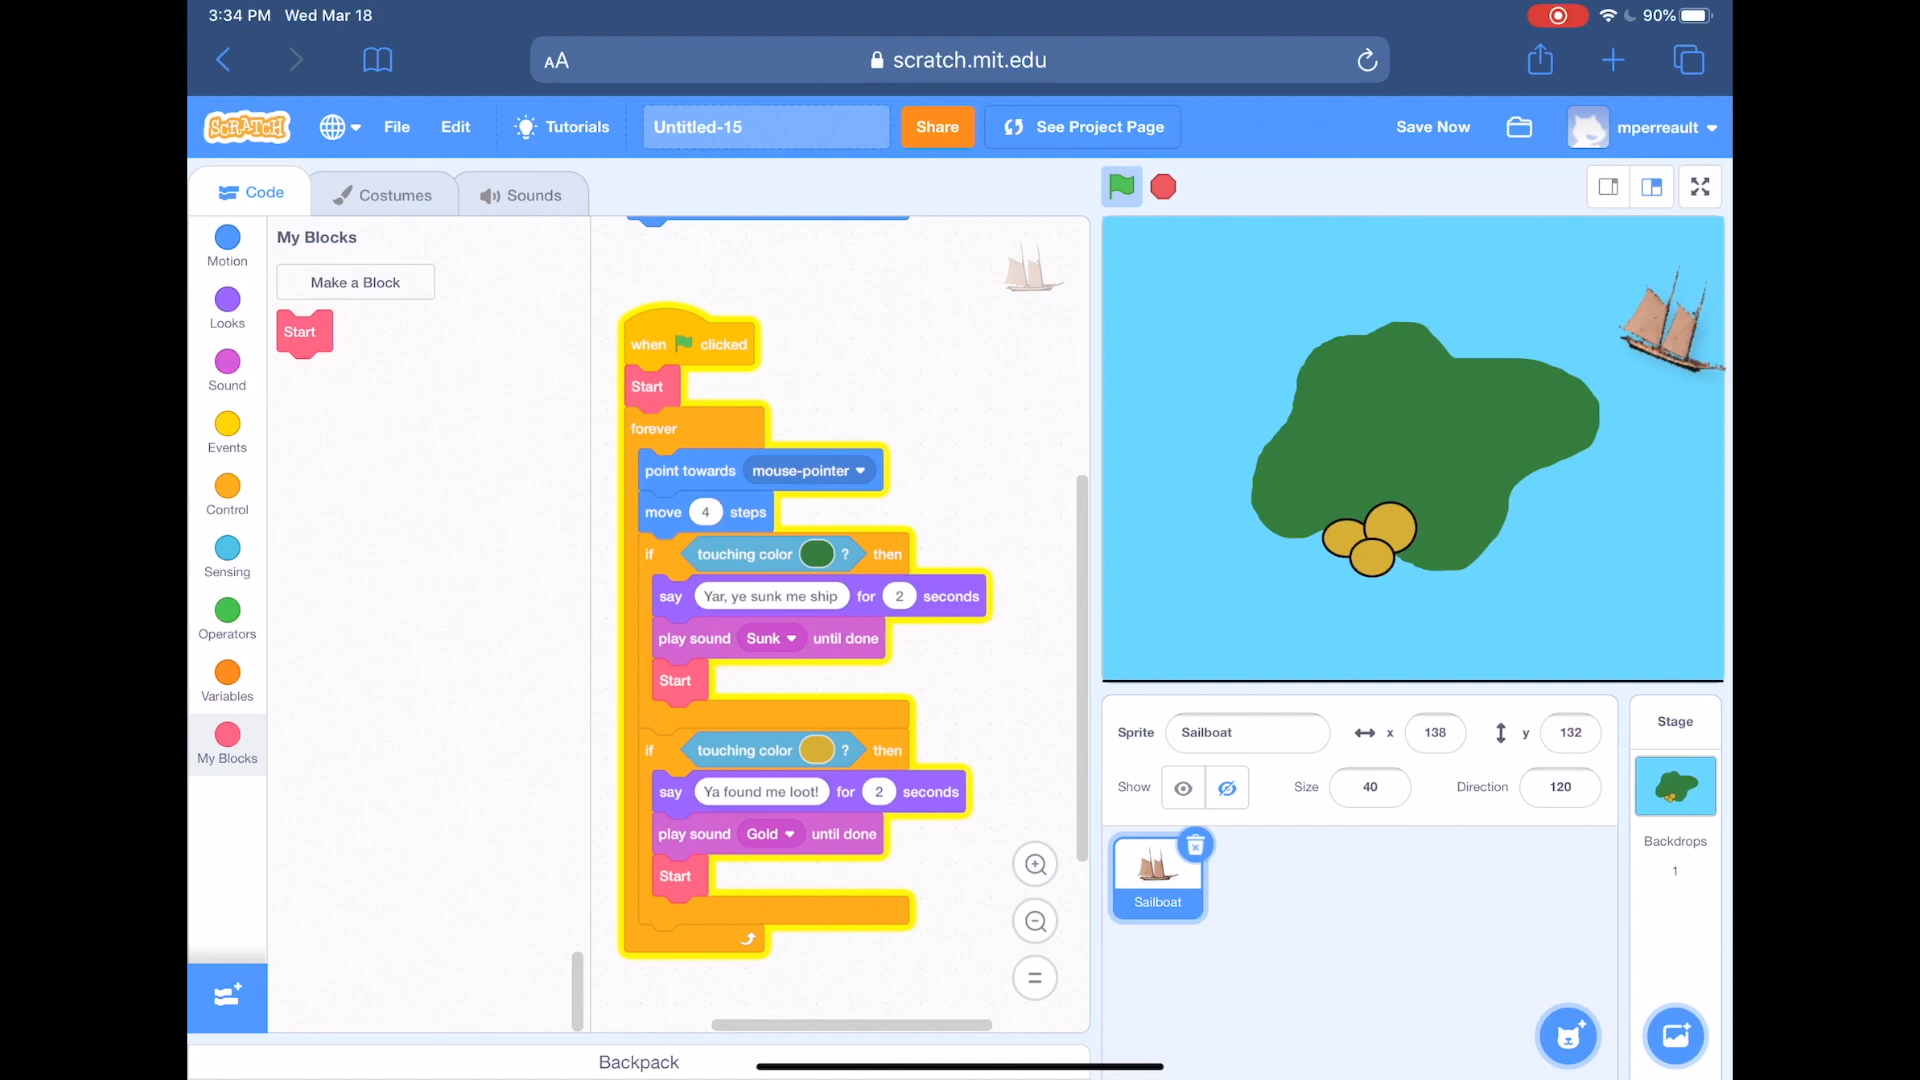 3:34 PM Wed Mar 18
90%
AA
scratch.mit.edu
SCRATCH
File
Edit
Tutorials
Untitled-15
Share
See Project Page
Save Now
mperreault
Code
Costumes
Sounds
Motion
Looks
Sound
Events
Control
Sensing
Operators
Variables
My Blocks
My Blocks
Make a Block
Start
when clicked
Start
forever
point towards mouse-pointer
move 4 steps
if touching color ? then
say Yar, ye sunk me ship for 2 seconds
play sound Sunk until done
Start
if touching color ? then
say Ya found me loot! for 2 seconds
play sound Gold until done
Start
Backpack
Sprite Sailboat x 138 y 132
Show Size 40 Direction 120
Sailboat
Stage
Backdrops
1